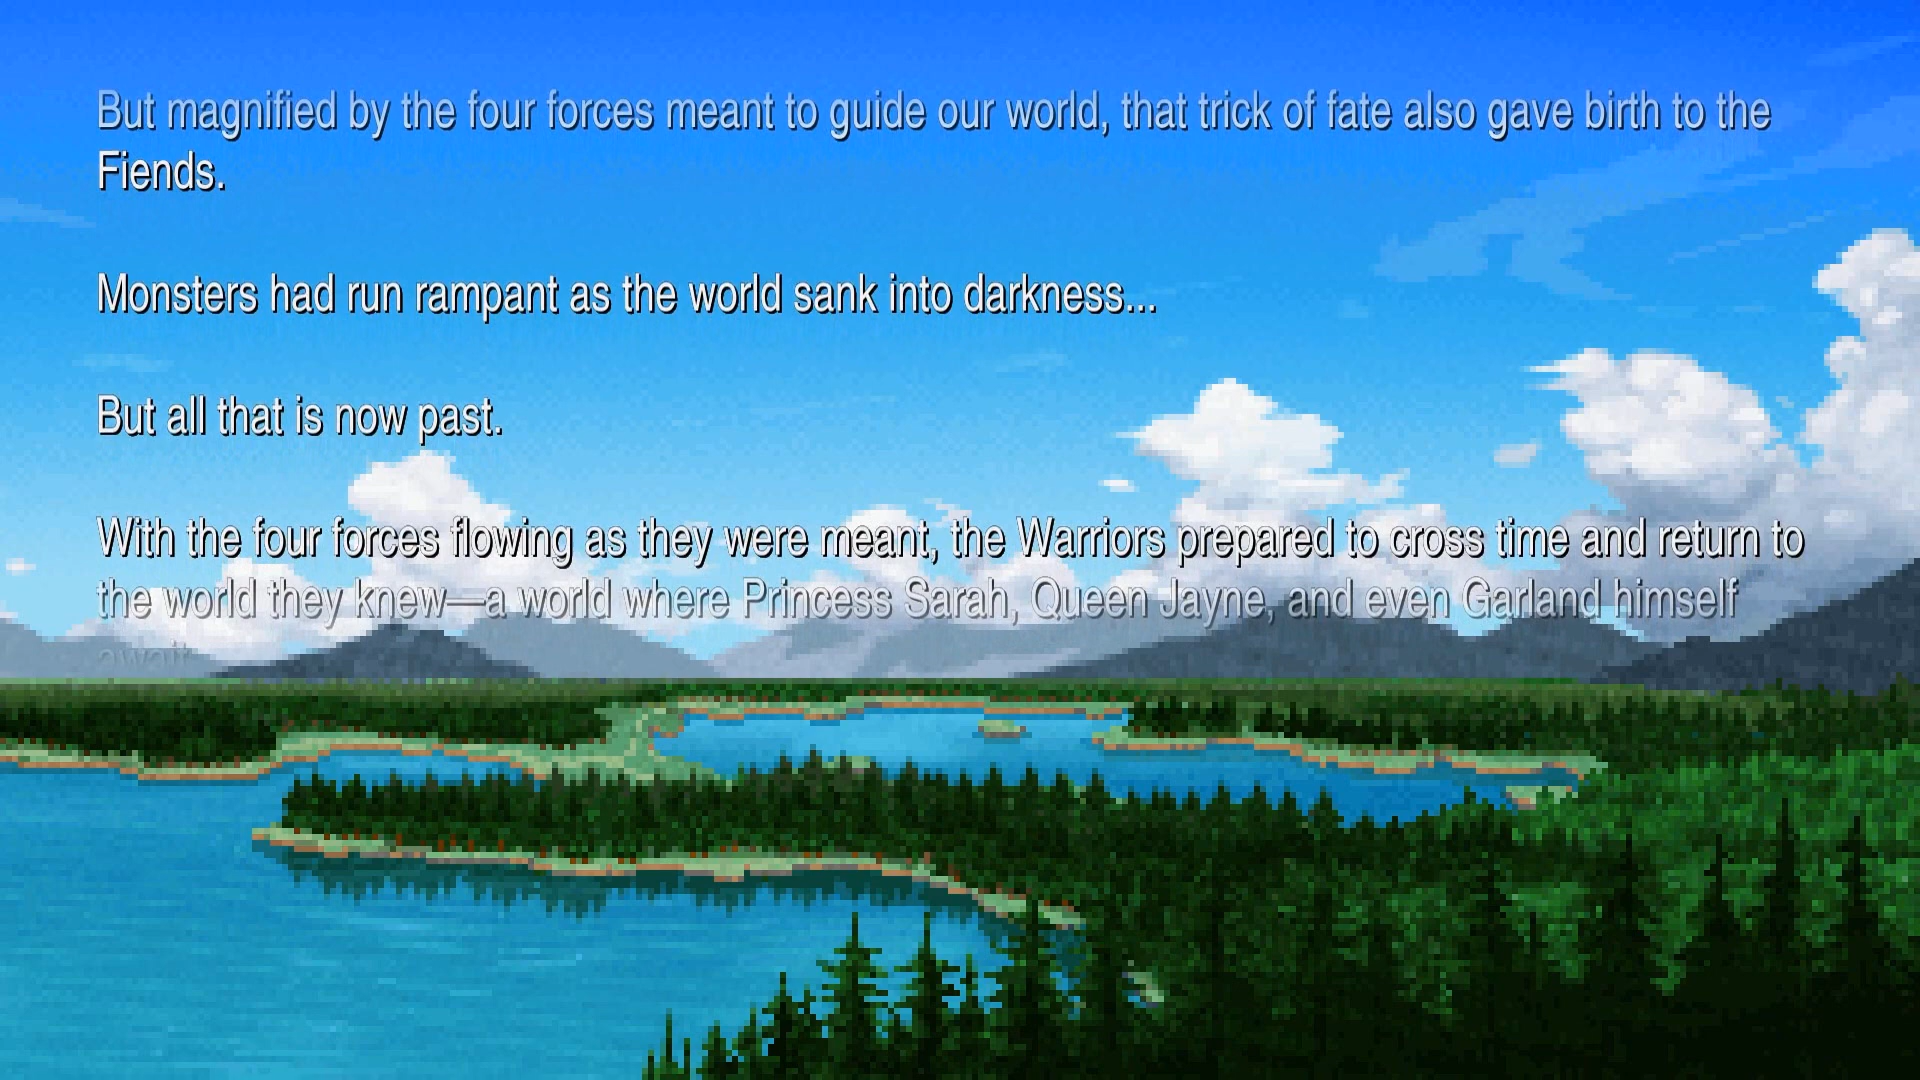 But magnified by the four forces meant to guide our world, that trick of fate also gave birth to the
Fiends.
Monsters had run rampant as the world sank into darkness...
But all that is now past.
With the four forces flowing as they were meant, the Warriors prepared to cross time and return to
the world they knew—a world where Princess Sarah, Queen Jayne, and even Garland himself